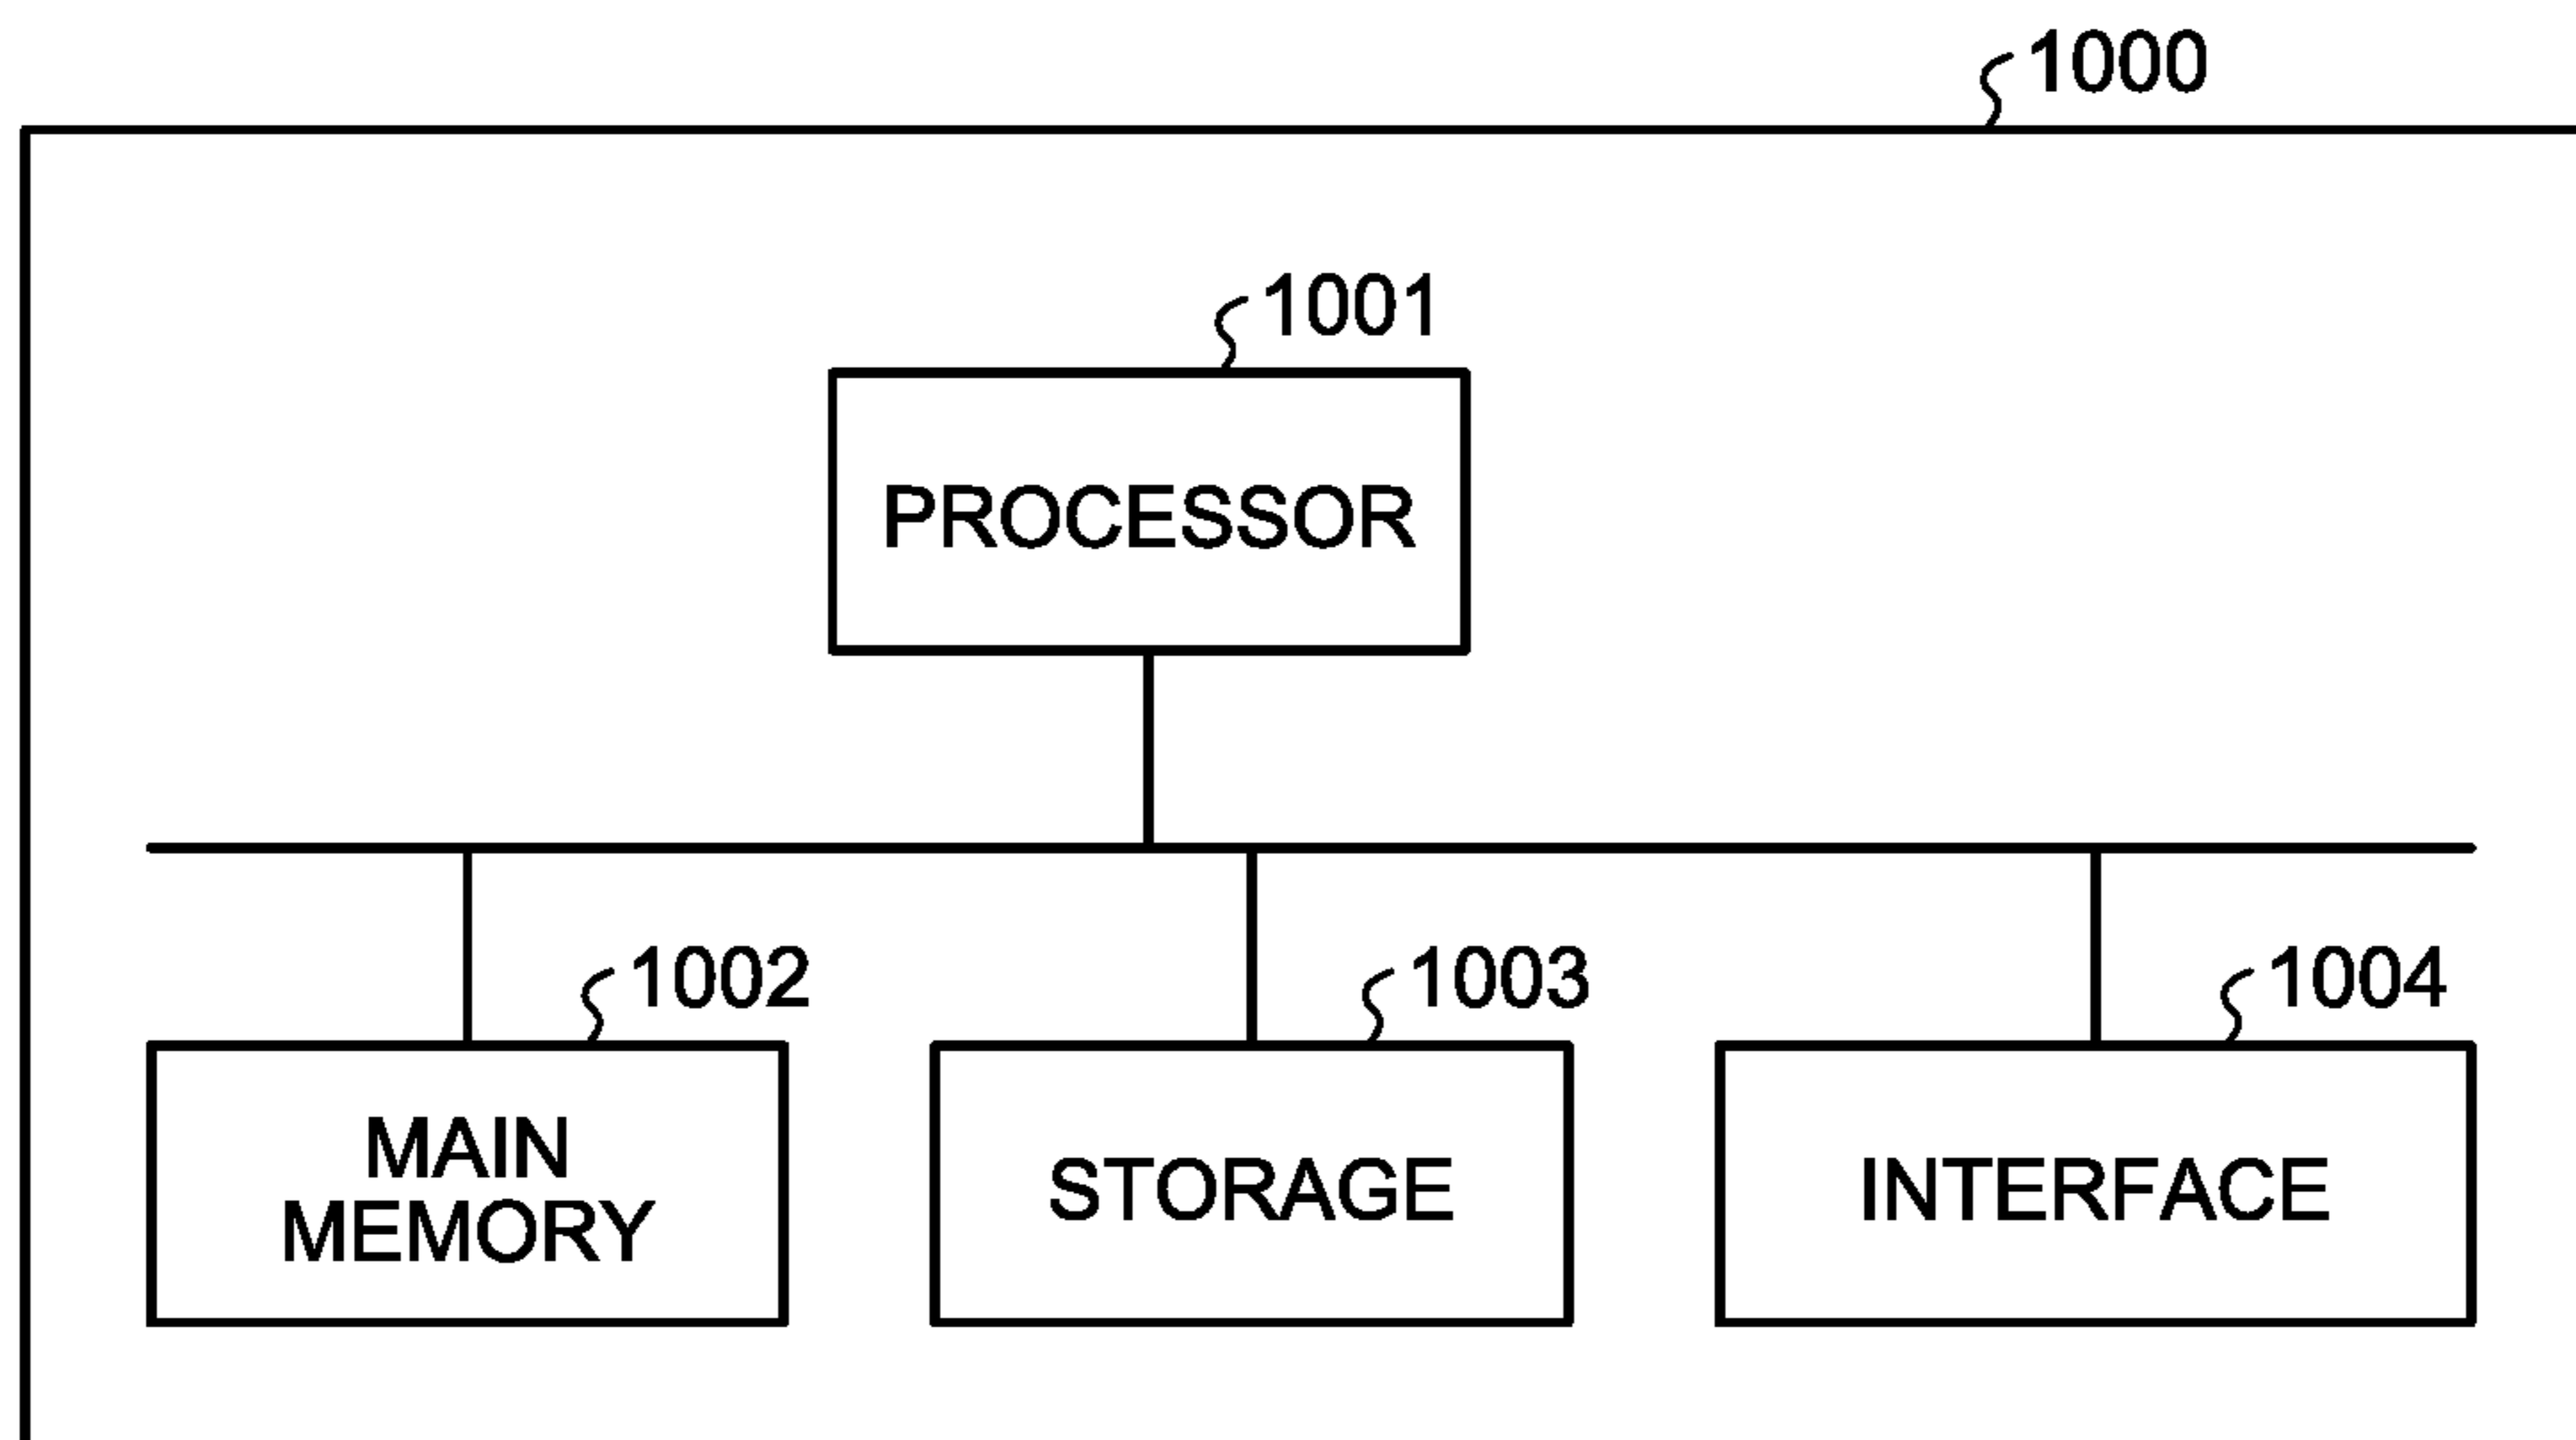 1000
1001
PROCESSOR
1002
1003
1004
MAIN
MEMORY
STORAGE
INTERFACE